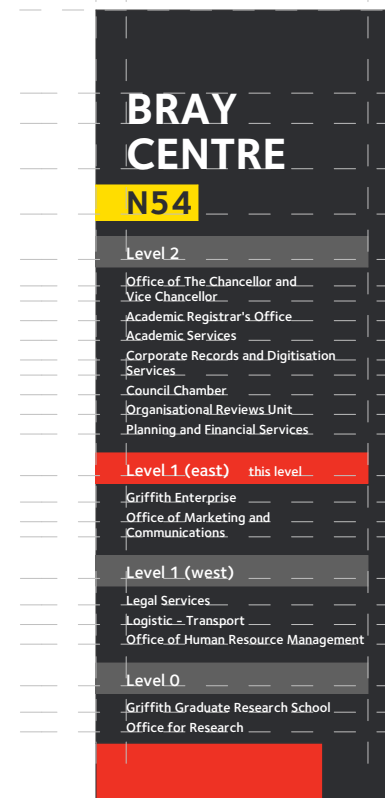 BRAY
CENTRE
N54
Level 2
Office of The Chancellor and
Vice Chancellor
Academic Registrar's Office
Academic Services
Corporate Records and Digitisation
Services
Council Chamber
Organisational Reviews Unit
Planning and Financial Services
Level 1 (east) this level
Griffith Enterprise
Office of Marketing and
Communications
Level 1 (west)
Legal Services
Logistic – Transport
Office of Human Resource Management
Level 0
Griffith Graduate Research School
Office for Research